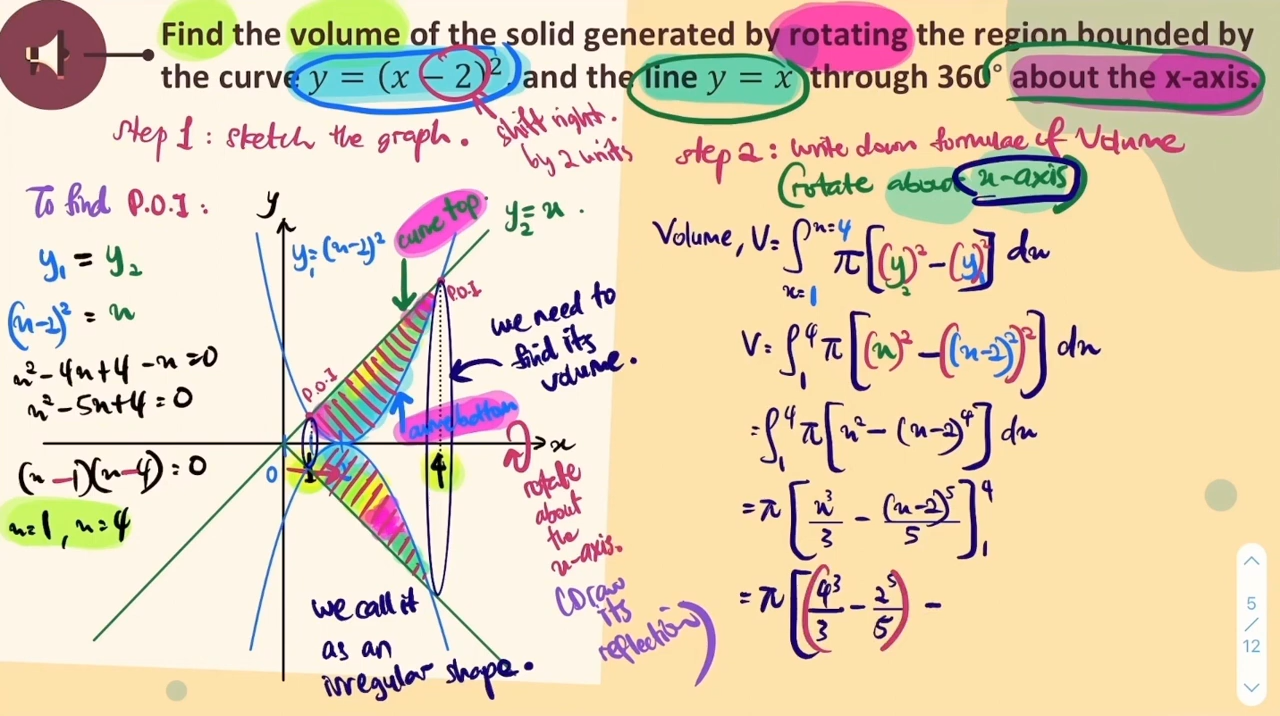 Find the volume of the solid generated by rotating the region bounded by
the curve y = (x − 2)² and the line y = x through 360° about the x-axis.
step 1 : sketch the graph.
shift right.
by 2 units
To find P.O.I :
y₁ = y₂
(x-2)² = x
x² - 4x + 4 - x = 0
x² - 5x + 4 = 0
(x-1)(x-4) = 0
x=1, x=4
y
y₁=(x-2)²
curve top
y₂ = x
P.O.I
P.O.I
we need to
find its
volume.
curve bottom
x
0
1
2
4
rotate
about
the
x-axis.
(Draw
its
reflection)
we call it
as an
irregular shape.
step 2 : write down formulae of Volume
(rotate about x-axis)
Volume, V = ∫_{x=1}^{x=4} π[(y₂)² - (y₁)²] dx
V = ∫₁⁴ π[(x)² - ((x-2)²)²] dx
= ∫₁⁴ π[x² - (x-2)⁴] dx
= π[x³/3 - (x-2)⁵/5]₁⁴
= π[(4³/3 - 2⁵/5) -
5
/
12